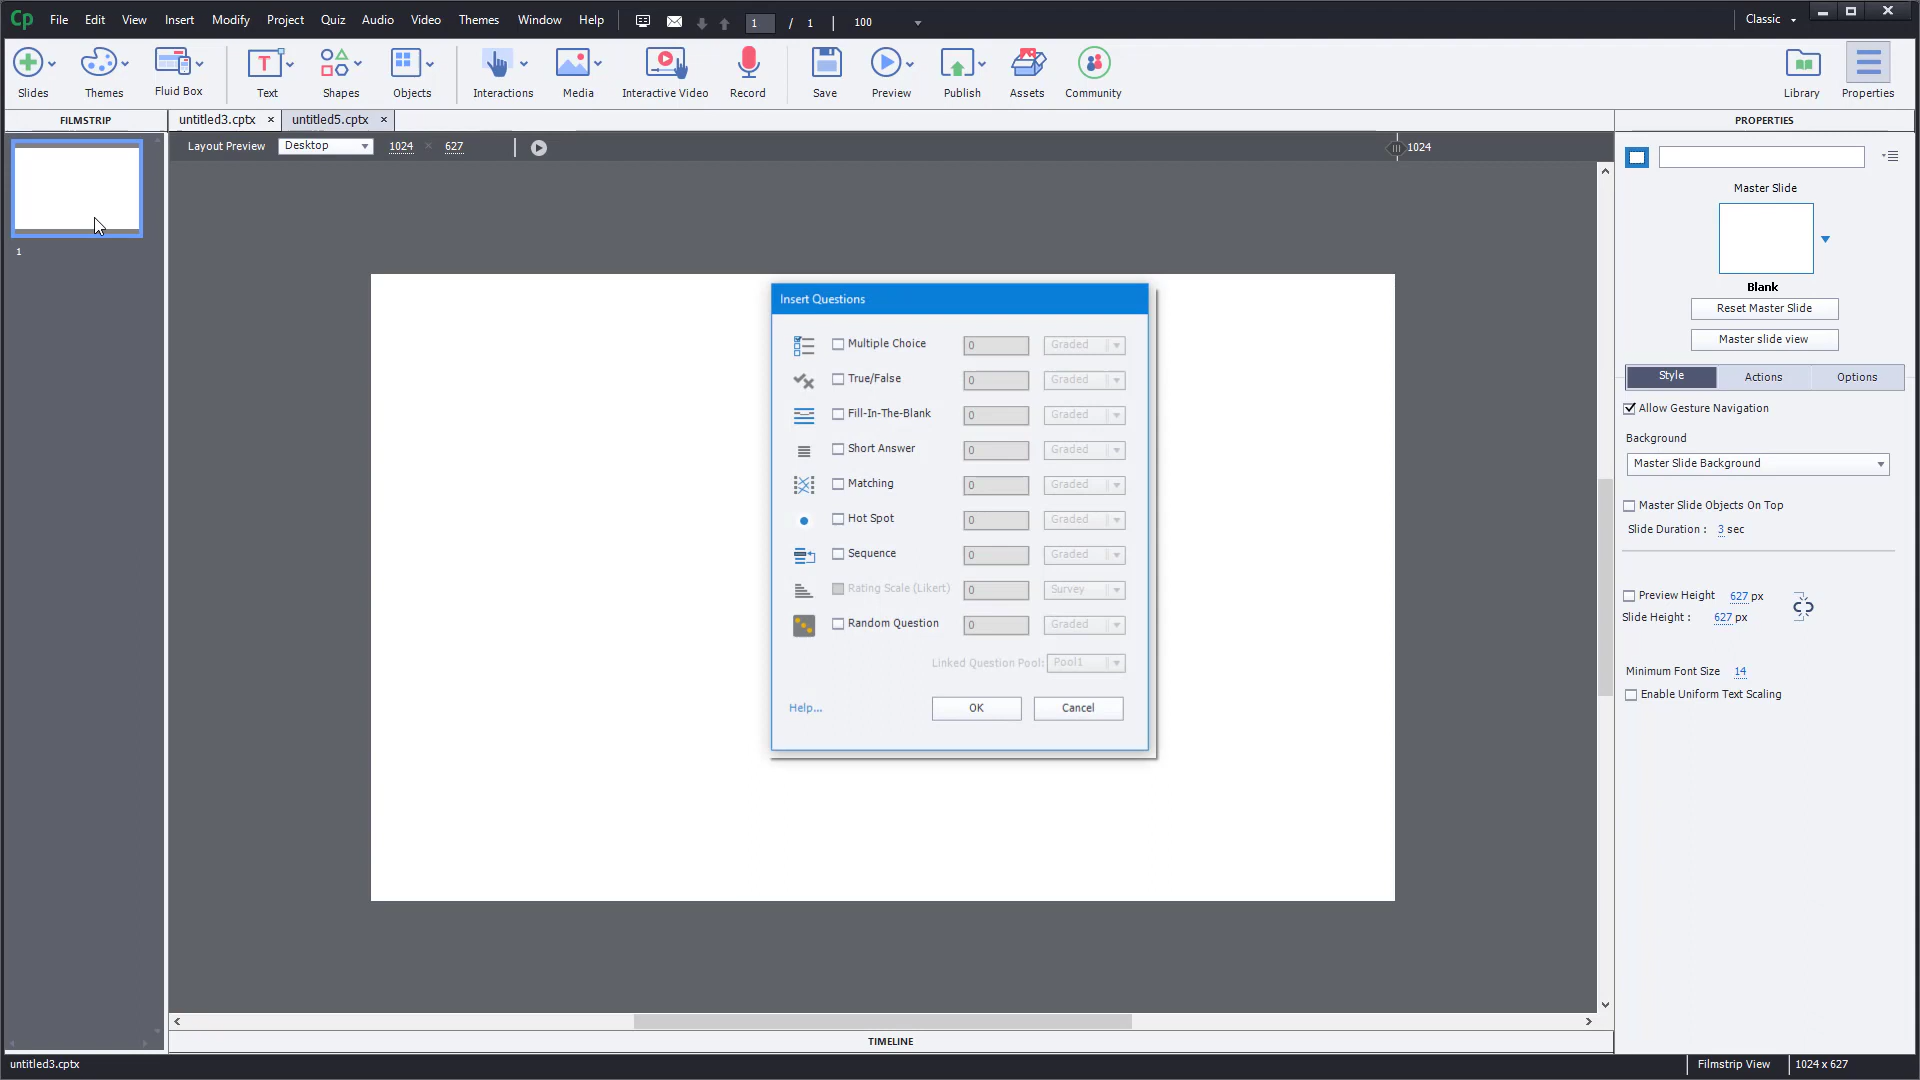 Cp File Edit View Insert Modify Project Quiz Audio Video Themes Window Help 1 / 1 100 Classic
Slides Themes Fluid Box Text Shapes Objects Interactions Media Interactive Video Record Save Preview Publish Assets Community Library Properties
FILMSTRIP untitled3.cptx × untitled5.cptx × PROPERTIES
Layout Preview Desktop 1024 × 627 1024
1
Insert Questions
Multiple Choice 0 Graded
True/False 0 Graded
Fill-In-The-Blank 0 Graded
Short Answer 0 Graded
Matching 0 Graded
Hot Spot 0 Graded
Sequence 0 Graded
Rating Scale (Likert) 0 Survey
Random Question 0 Graded
Linked Question Pool: Pool1
Help... OK Cancel
Master Slide
Blank
Reset Master Slide
Master slide view
Style Actions Options
Allow Gesture Navigation
Background
Master Slide Background
Master Slide Objects On Top
Slide Duration : 3 sec
Preview Height 627 px
Slide Height : 627 px
Minimum Font Size 14
Enable Uniform Text Scaling
TIMELINE
untitled3.cptx Filmstrip View 1024 x 627